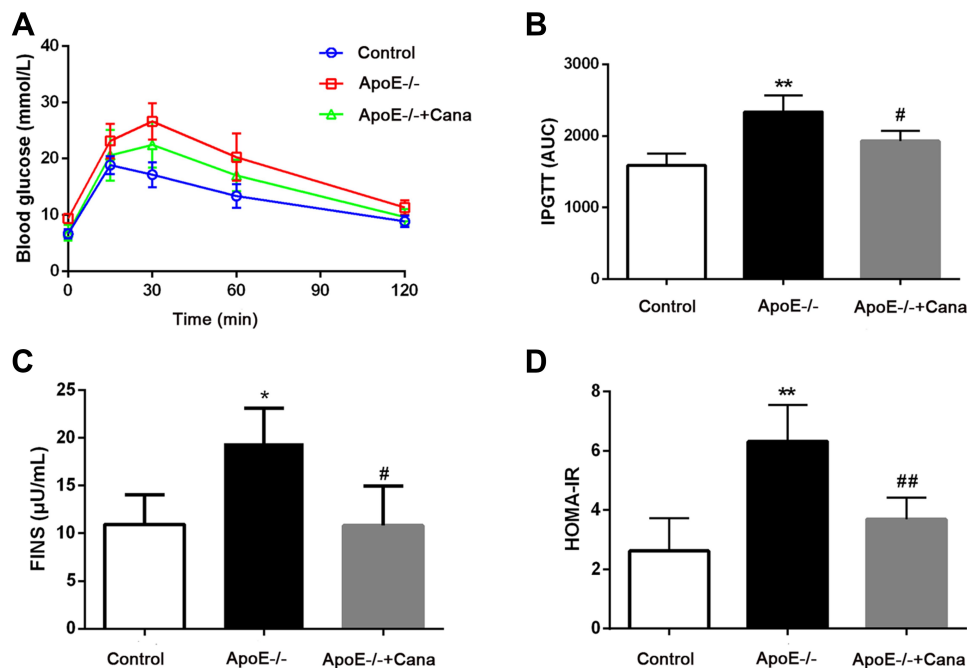 A
Blood glucose (mmol/L)
40
30
20
10
0
0
30
60
90
120
Time (min)
Control
ApoE-/-
ApoE-/-+Cana
B
IPGTT (AUC)
3000
2000
1000
0
**
#
Control
ApoE-/-
ApoE-/-+Cana
C
FINS (µU/mL)
25
20
15
10
5
0
*
#
Control
ApoE-/-
ApoE-/-+Cana
D
HOMA-IR
8
6
4
2
0
**
##
Control
ApoE-/-
ApoE-/-+Cana